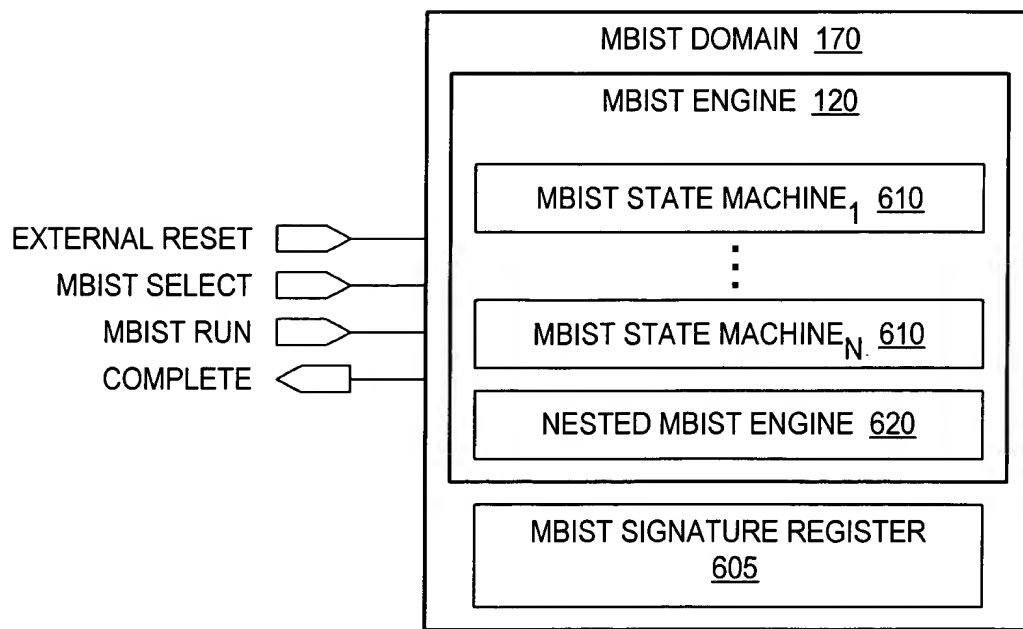 MBIST DOMAIN 170
MBIST ENGINE 120
MBIST STATE MACHINE1 610
MBIST STATE MACHINEN 610
NESTED MBIST ENGINE 620
MBIST SIGNATURE REGISTER
605
EXTERNAL RESET
MBIST SELECT
MBIST RUN
COMPLETE